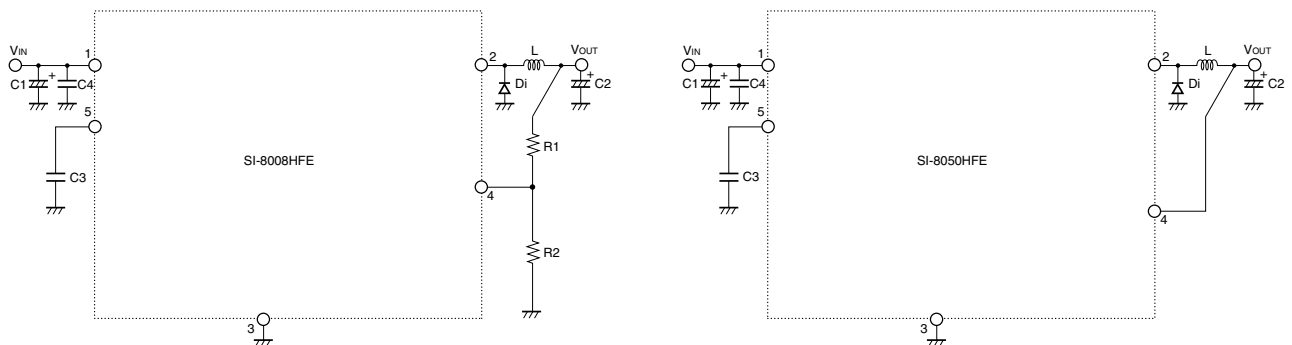 VIN
1
C1
+
C4
5
C3
SI-8008HFE
2
L
VOUT
Di
+
C2
R1
4
R2
3
VIN
1
C1
+
C4
5
C3
SI-8050HFE
2
L
VOUT
Di
+
C2
4
3